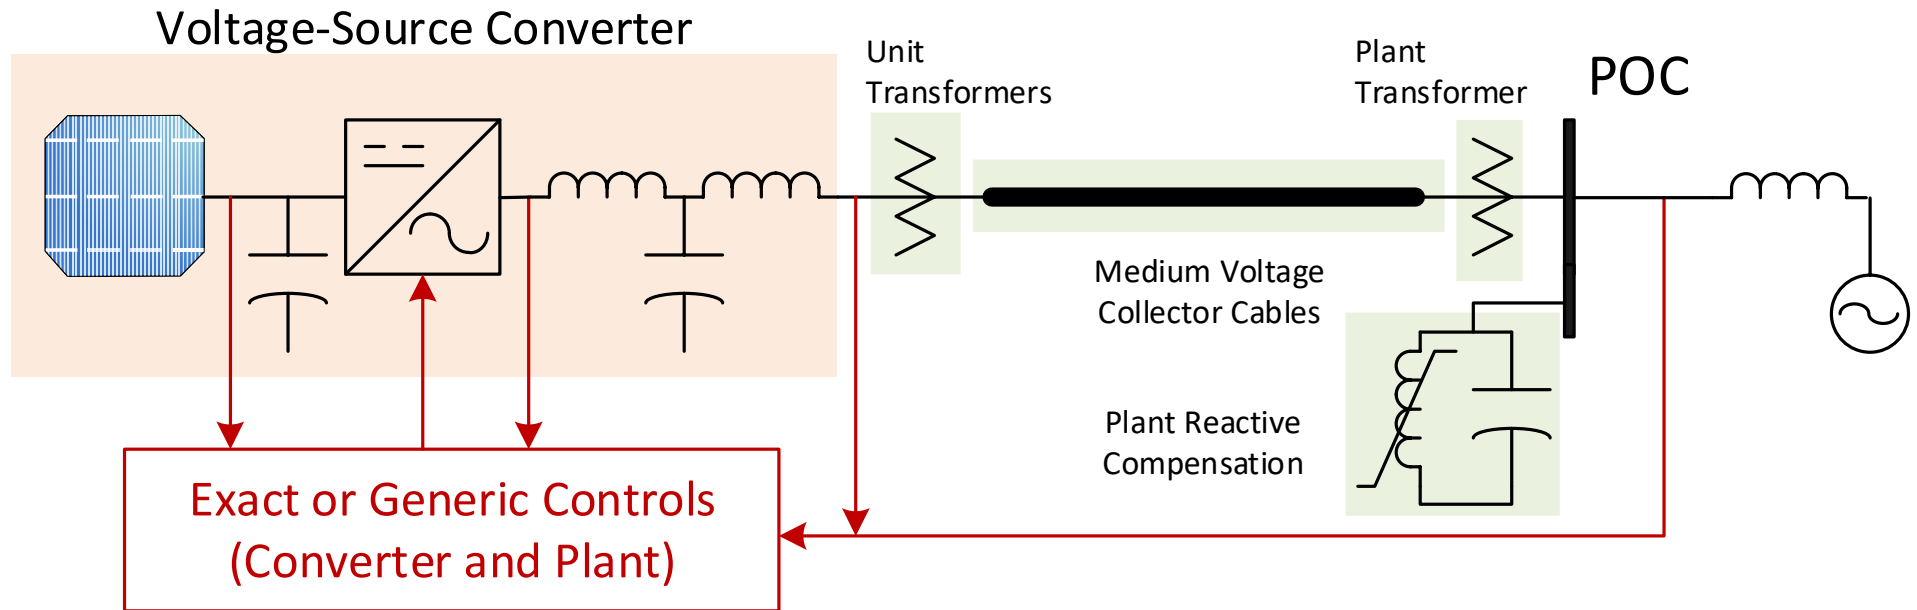 Voltage-Source Converter
Unit
Transformers
Plant
Transformer
POC
Medium Voltage
Collector Cables
Plant Reactive
Compensation
Exact or Generic Controls
(Converter and Plant)